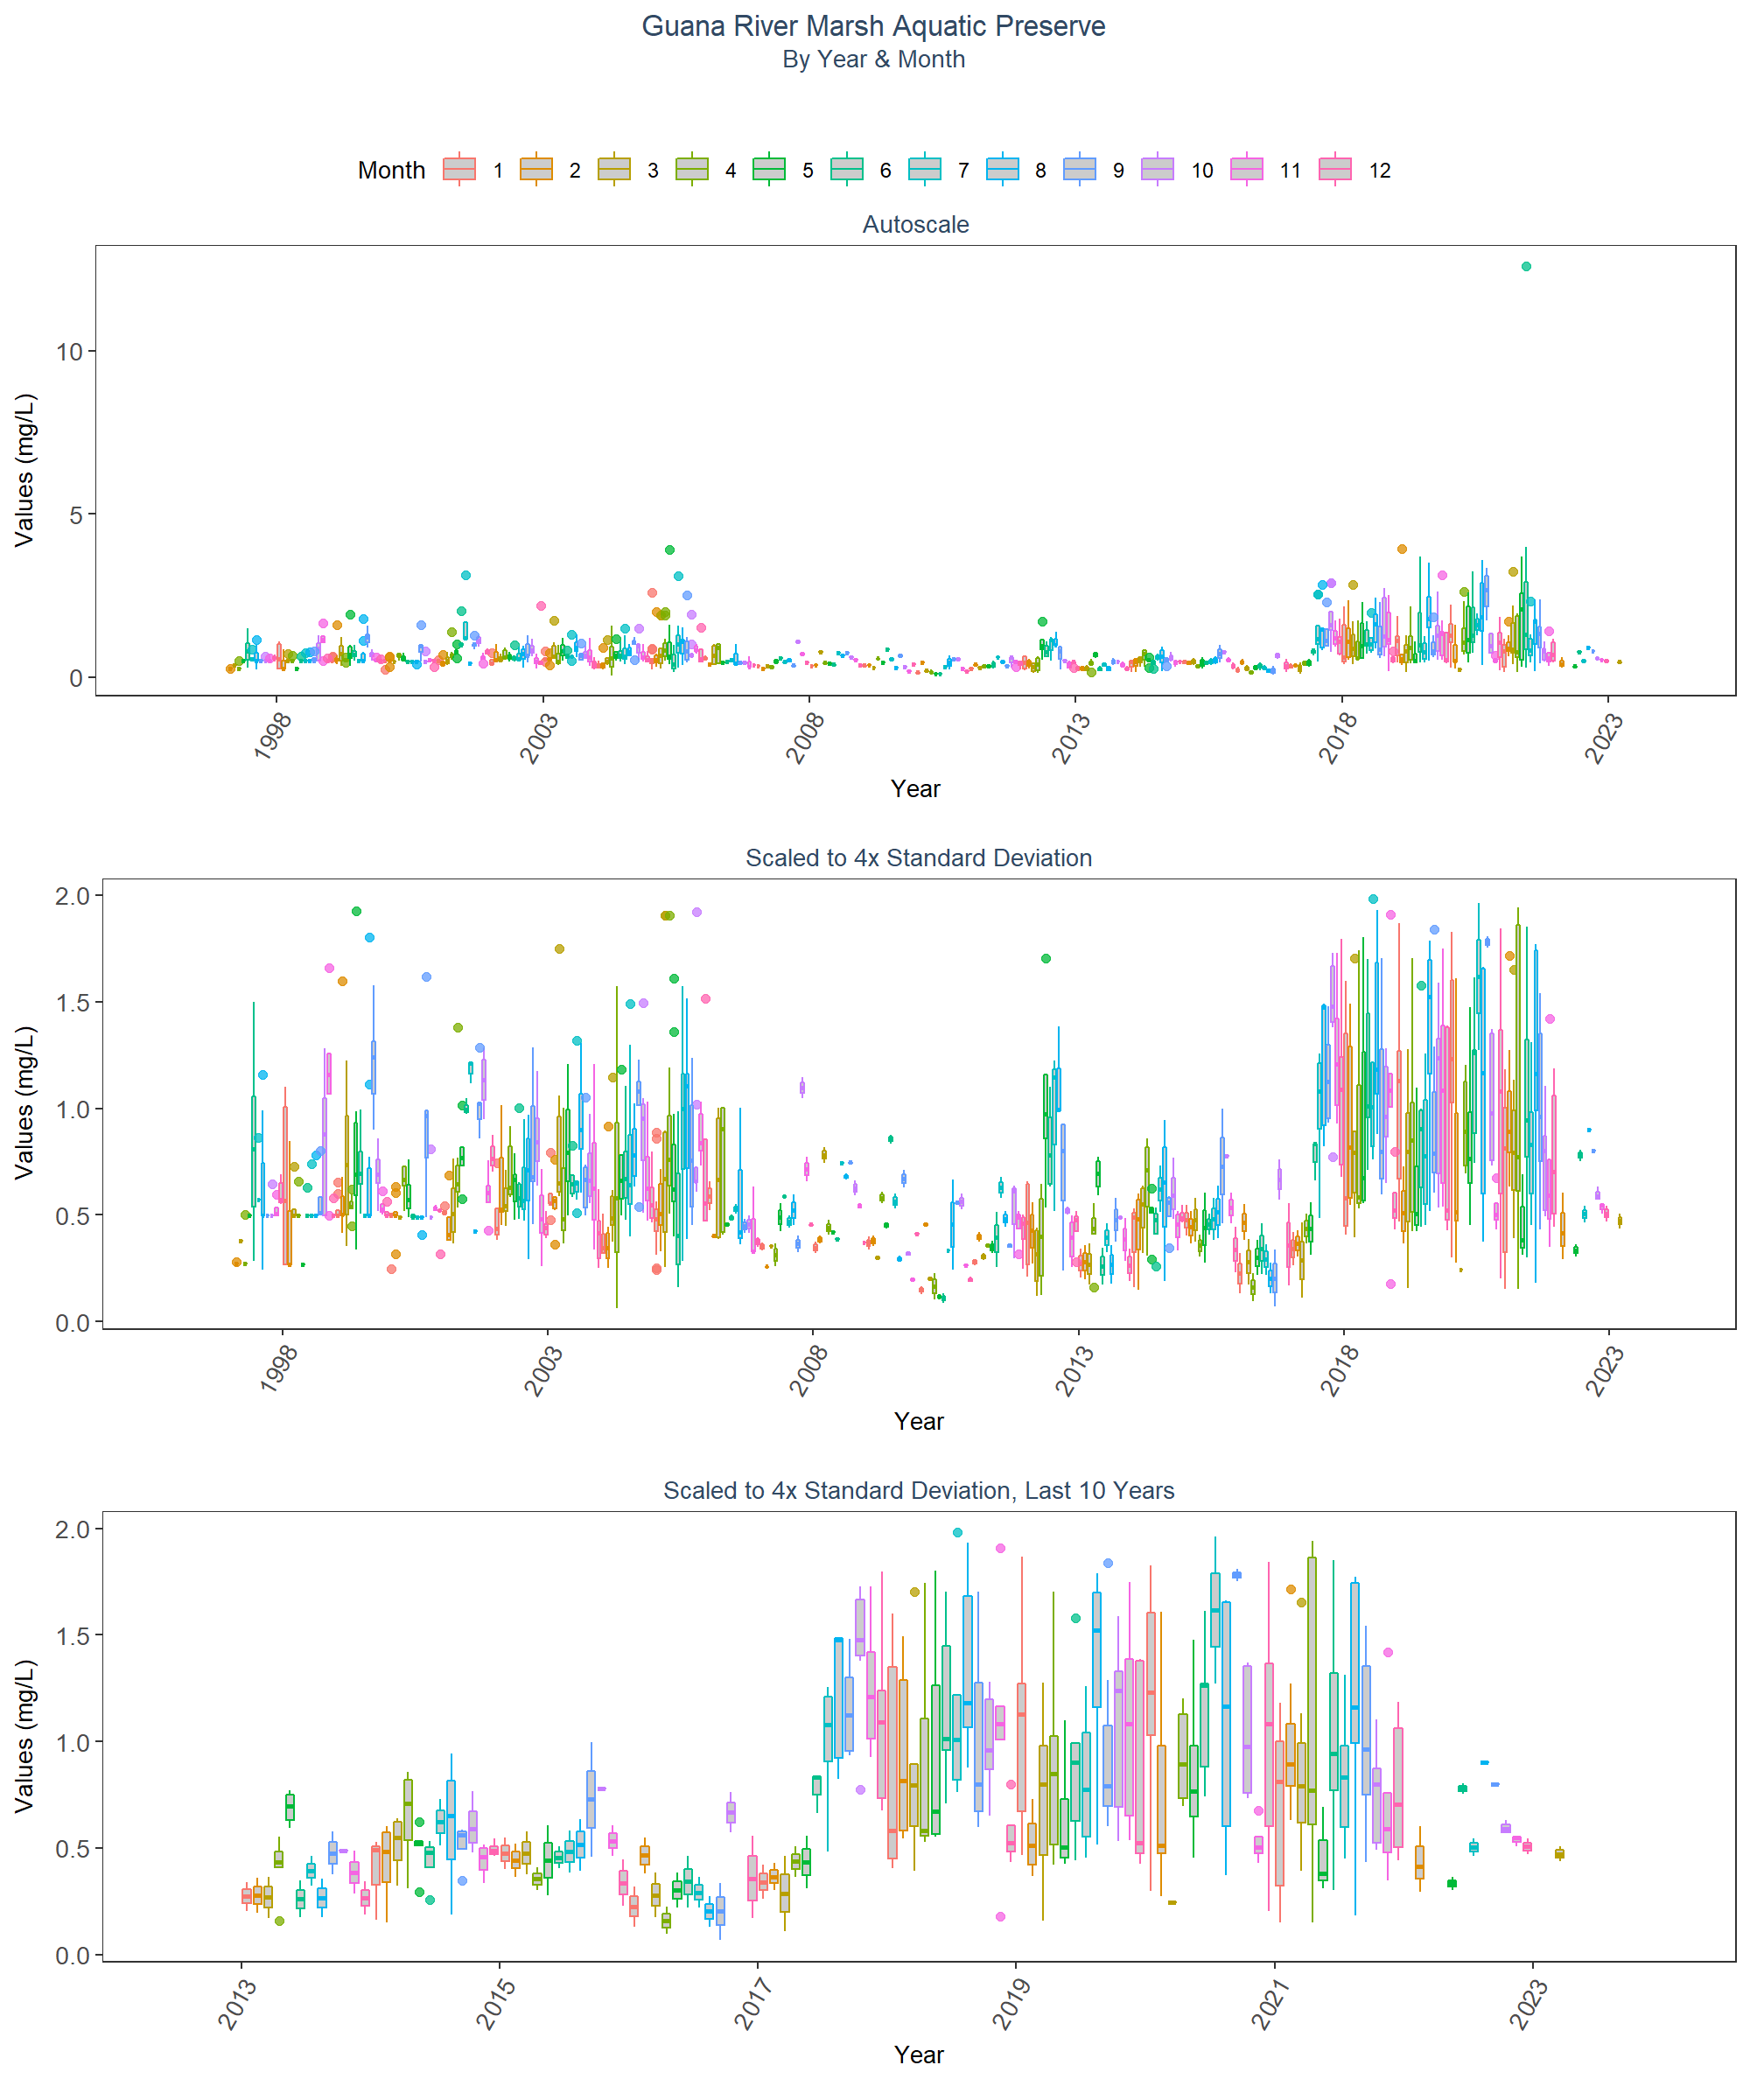 Guana River Marsh Aquatic Preserve
By Year & Month
Month 1 2 3 4 5 6 7 8 9 10 11 12
Autoscale
10
5
0
Values (mg/L)
1998 2003 2008 2013 2018 2023
Year
Scaled to 4x Standard Deviation
2.0
1.5
1.0
0.5
0.0
Values (mg/L)
1998 2003 2008 2013 2018 2023
Year
Scaled to 4x Standard Deviation, Last 10 Years
2.0
1.5
1.0
0.5
0.0
Values (mg/L)
2013 2015 2017 2019 2021 2023
Year